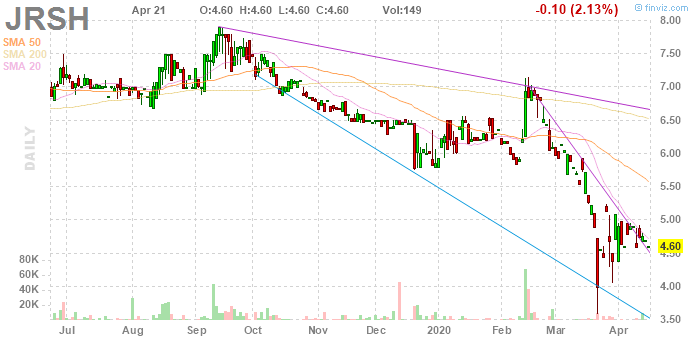 JRSH
Apr 21 O:4.60 H:4.60 L:4.60 C:4.60 Vol:149 -0.10 (2.13%)
© finviz.com
SMA 50
SMA 200
SMA 20
DAILY
8.00
7.50
7.00
6.50
6.00
5.50
5.00
4.60
4.50
4.00
3.50
80K
60K
40K
20K
Jul Aug Sep Oct Nov Dec 2020 Feb Mar Apr